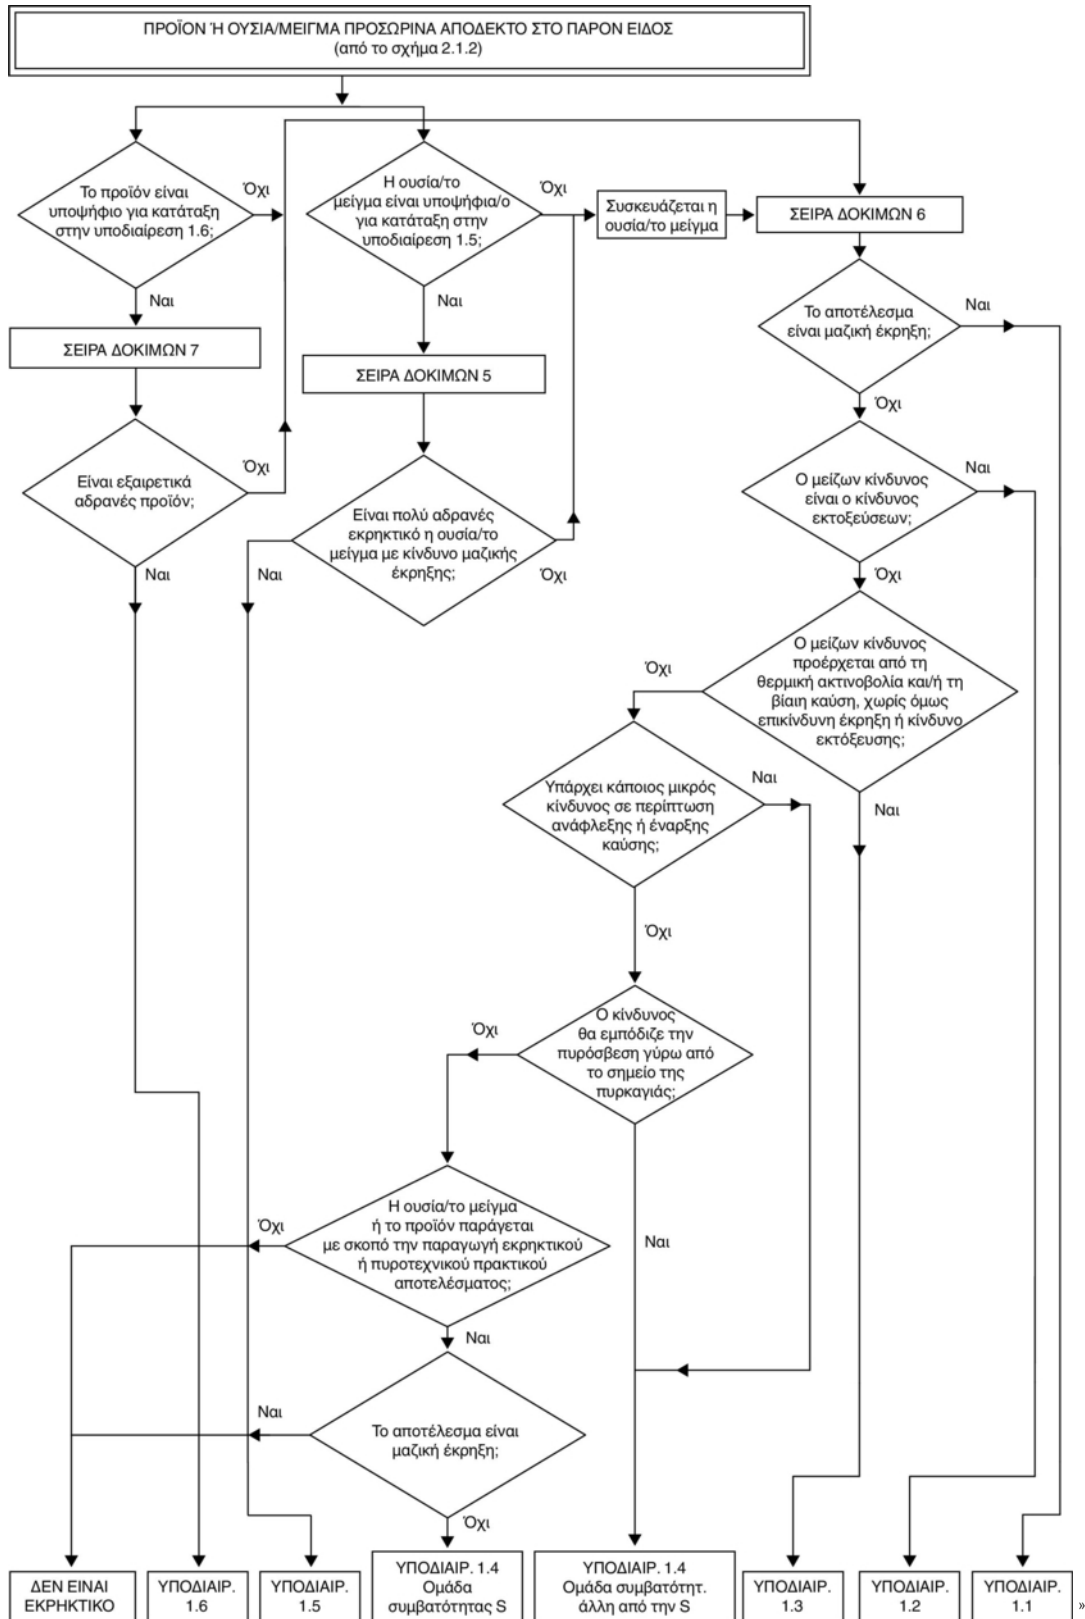 ΠΡΟΪΟΝ Ή ΟΥΣΙΑ/ΜΕΙΓΜΑ ΠΡΟΣΩΡΙΝΑ ΑΠΟΔΕΚΤΟ ΣΤΟ ΠΑΡΟΝ ΕΙΔΟΣ
(από το σχήμα 2.1.2)
Το προϊόν είναι
υποψήφιο για κατάταξη
στην υποδιαίρεση 1.6;
Όχι
Ναι
Η ουσία/το
μείγμα είναι υποψήφια/ο
για κατάταξη στην
υποδιαίρεση 1.5;
Όχι
Ναι
Συσκευάζεται η
ουσία/το μείγμα
ΣΕΙΡΑ ΔΟΚΙΜΩΝ 6
ΣΕΙΡΑ ΔΟΚΙΜΩΝ 7
ΣΕΙΡΑ ΔΟΚΙΜΩΝ 5
Το αποτέλεσμα
είναι μαζική έκρηξη;
Ναι
Όχι
Είναι εξαιρετικά
αδρανές προϊόν;
Όχι
Ναι
Είναι πολύ αδρανές
εκρηκτικό η ουσία/το
μείγμα με κίνδυνο μαζικής
έκρηξης;
Ναι
Όχι
Ο μείζων κίνδυνος
είναι ο κίνδυνος
εκτοξεύσεων;
Ναι
Όχι
Ο μείζων κίνδυνος
προέρχεται από τη
θερμική ακτινοβολία και/ή τη
βίαιη καύση, χωρίς όμως
επικίνδυνη έκρηξη ή κίνδυνο
εκτόξευσης;
Όχι
Ναι
Υπάρχει κάποιος μικρός
κίνδυνος σε περίπτωση
ανάφλεξης ή έναρξης
καύσης;
Ναι
Όχι
Ο κίνδυνος
θα εμπόδιζε την
πυρόσβεση γύρω από
το σημείο της
πυρκαγιάς;
Όχι
Ναι
Η ουσία/το μείγμα
ή το προϊόν παράγεται
με σκοπό την παραγωγή εκρηκτικού
ή πυροτεχνικού πρακτικού
αποτελέσματος;
Όχι
Ναι
Το αποτέλεσμα είναι
μαζική έκρηξη;
Ναι
Όχι
ΔΕΝ ΕΙΝΑΙ
ΕΚΡΗΚΤΙΚΟ
ΥΠΟΔΙΑΙΡ.
1.6
ΥΠΟΔΙΑΙΡ.
1.5
ΥΠΟΔΙΑΙΡ. 1.4
Ομάδα
συμβατότητας S
ΥΠΟΔΙΑΙΡ. 1.4
Ομάδα συμβατότητ.
άλλη από την S
ΥΠΟΔΙΑΙΡ.
1.3
ΥΠΟΔΙΑΙΡ.
1.2
ΥΠΟΔΙΑΙΡ.
1.1
»